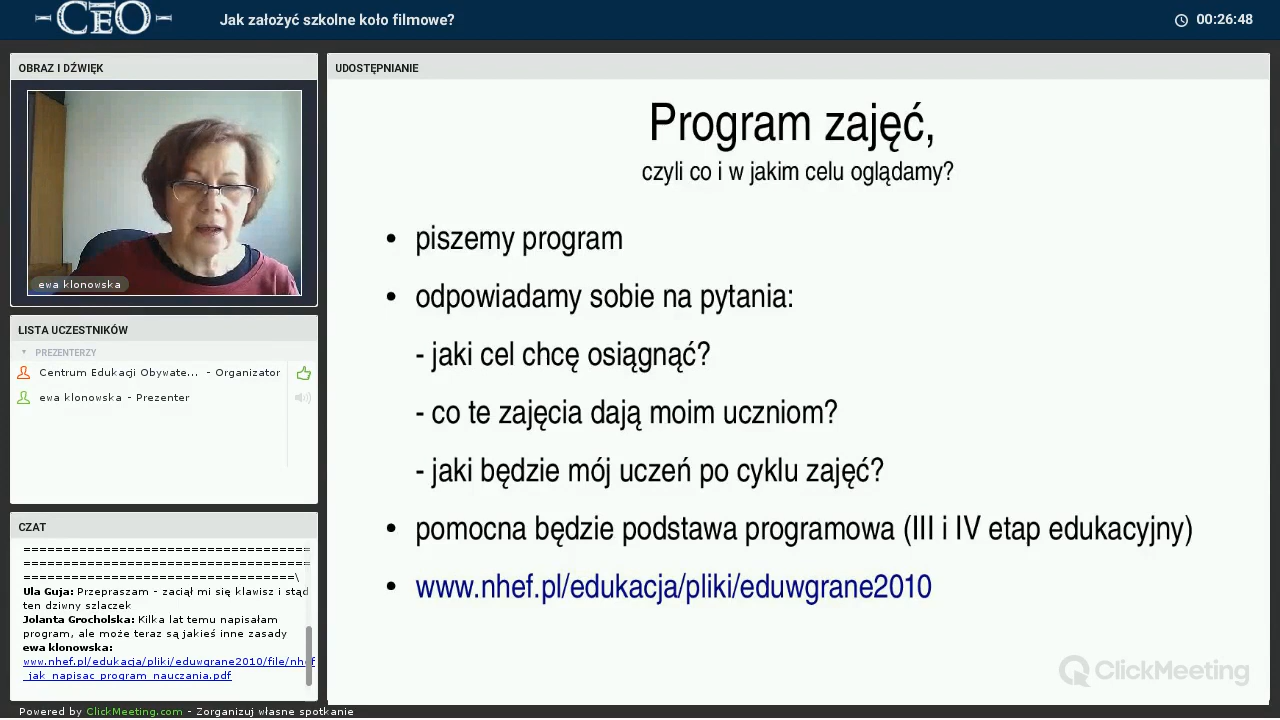 CEO
Jak założyć szkolne koło filmowe?
00:26:48
OBRAZ I DŹWIĘK
ewa klonowska
LISTA UCZESTNIKÓW
PREZENTERZY
Centrum Edukacji Obywate... - Organizator
ewa klonowska - Prezenter
CZAT
====================================
====================================
==================================\
Ula Guja: Przepraszam - zaciął mi się klawisz i stąd
ten dziwny szlaczek
Jolanta Grocholska: Kilka lat temu napisałam
program, ale może teraz są jakieś inne zasady
ewa klonowska:
www.nhef.pl/edukacja/pliki/eduwgrane2010/file/nhef
_jak_napisac_program_nauczania.pdf
UDOSTĘPNIANIE
Program zajęć,
czyli co i w jakim celu oglądamy?
• piszemy program
• odpowiadamy sobie na pytania:
- jaki cel chcę osiągnąć?
- co te zajęcia dają moim uczniom?
- jaki będzie mój uczeń po cyklu zajęć?
• pomocna będzie podstawa programowa (III i IV etap edukacyjny)
• www.nhef.pl/edukacja/pliki/eduwgrane2010
ClickMeeting
Powered by ClickMeeting.com - Zorganizuj własne spotkanie